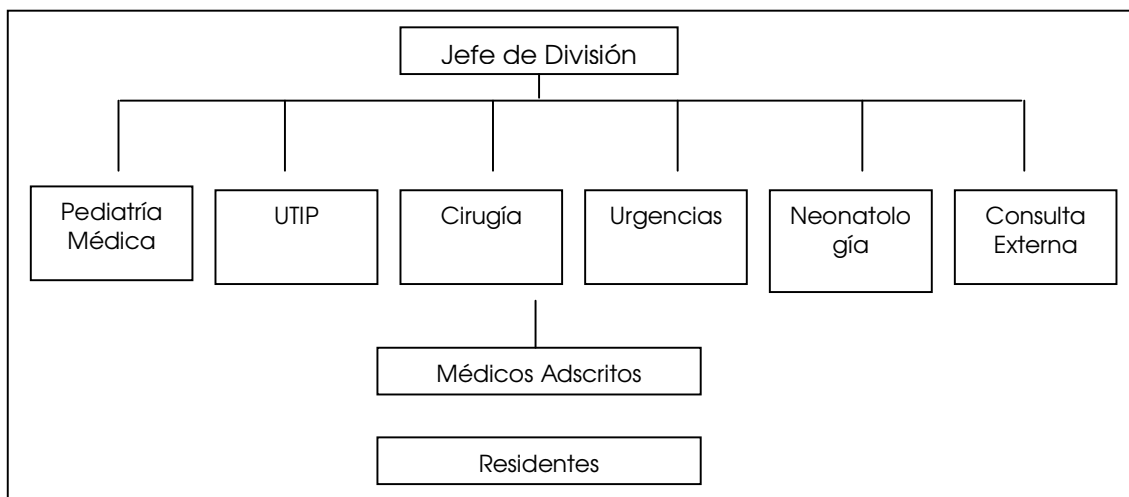 Jefe de División
Pediatría
Médica
UTIP
Cirugía
Urgencias
Neonatolo
gía
Consulta
Externa
Médicos Adscritos
Residentes